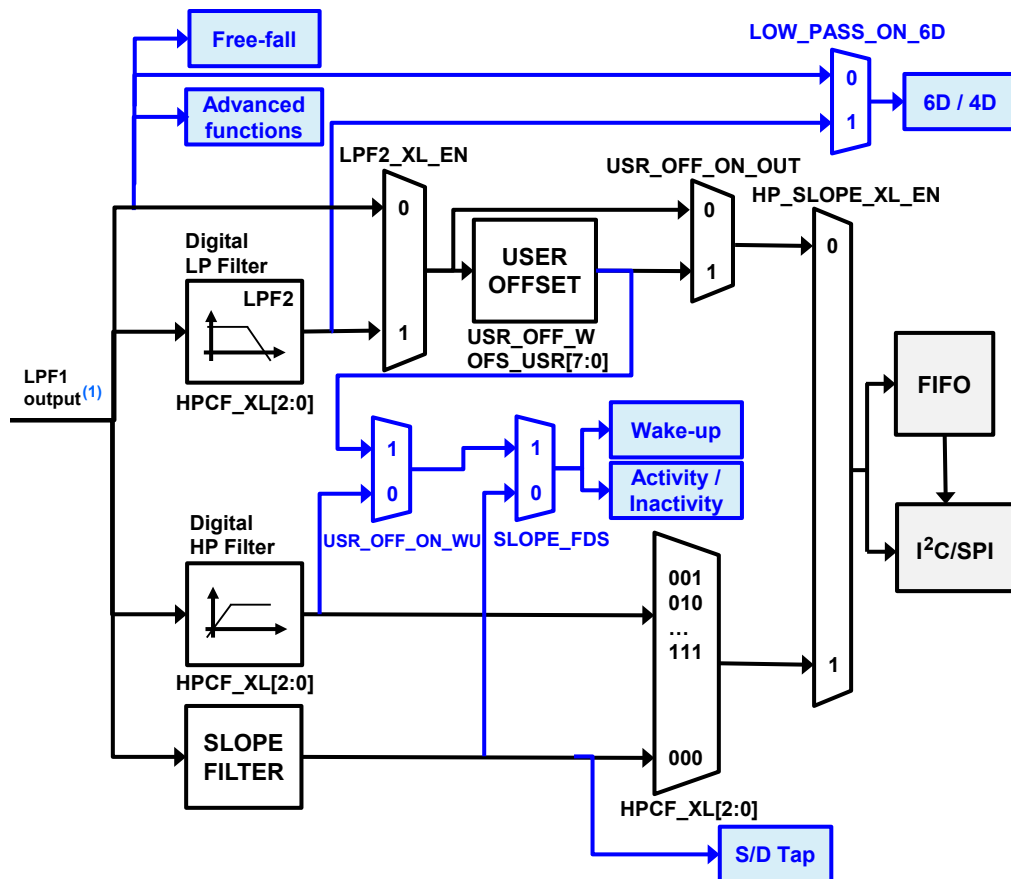 Free-fall
LOW_PASS_ON_6D
0
6D / 4D
1
Advanced
functions
LPF2_XL_EN
USR_OFF_ON_OUT
HP_SLOPE_XL_EN
0
0
0
Digital
LP Filter
LPF2
USER
OFFSET
1
1
USR_OFF_W
OFS_USR[7:0]
LPF1
output(1)
HPCF_XL[2:0]
FIFO
1
0
1
0
Wake-up
Activity /
Inactivity
USR_OFF_ON_WU
SLOPE_FDS
Digital
HP Filter
I²C/SPI
001
010
...
111
1
HPCF_XL[2:0]
SLOPE
FILTER
000
HPCF_XL[2:0]
S/D Tap